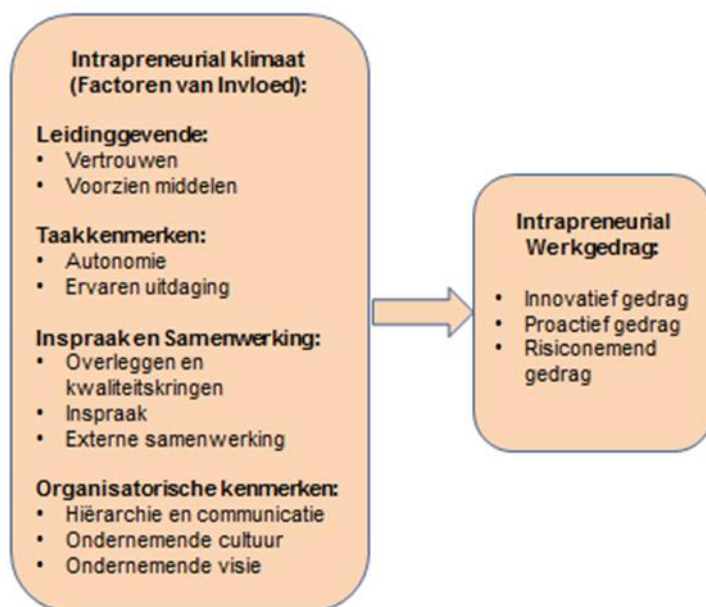 Intrapreneurial klimaat
(Factoren van Invloed):
Leidinggevende:
• Vertrouwen
• Voorzien middelen
Taakkenmerken:
• Autonomie
• Ervaren uitdaging
Inspraak en Samenwerking:
• Overleggen en
kwaliteitskringen
• Inspraak
• Externe samenwerking
Organisatorische kenmerken:
• Hiërarchie en communicatie
• Ondernemende cultuur
• Ondernemende visie
Intrapreneurial
Werkgedrag:
• Innovatief gedrag
• Proactief gedrag
• Risiconemend
gedrag